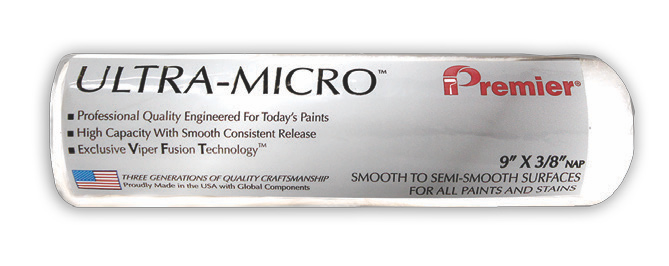 ULTRA-MICRO™
Premier®
■ Professional Quality Engineered For Today's Paints
■ High Capacity With Smooth Consistent Release
■ Exclusive Viper Fusion Technology™
9" X 3/8" NAP
THREE GENERATIONS OF QUALITY CRAFTSMANSHIP
Proudly Made in the USA with Global Components
SMOOTH TO SEMI-SMOOTH SURFACES
FOR ALL PAINTS AND STAINS